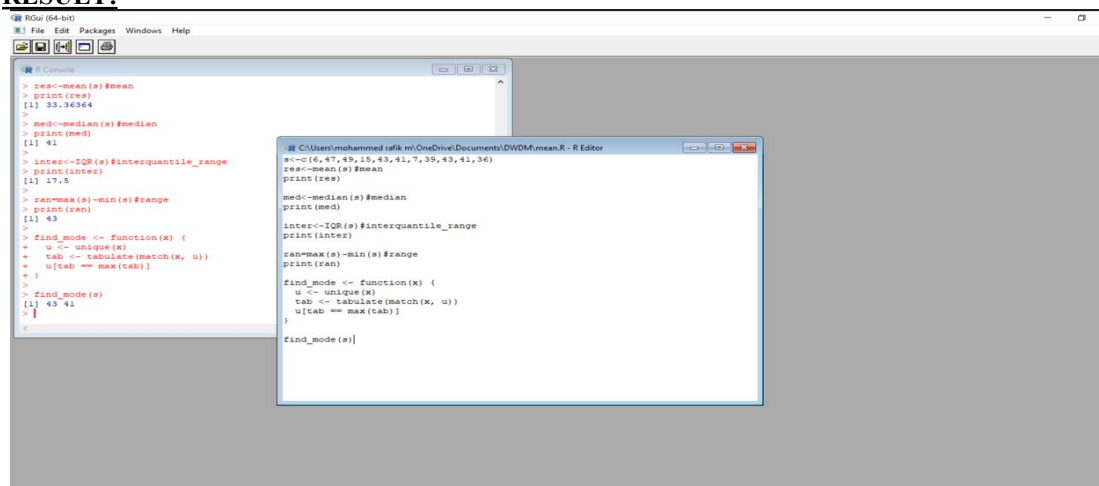 RESULT:
RGui (64-bit)
File Edit Packages Windows Help
R Console
> res<-mean(s)#mean
> print(res)
[1] 33.36364
>
> med<-median(s)#median
> print(med)
[1] 41
>
> inter<-IQR(s)#interquantile_range
> print(inter)
[1] 17.5
>
> ran=max(s)-min(s)#range
> print(ran)
[1] 43
>
> find_mode <- function(x) {
+   u <- unique(x)
+   tab <- tabulate(match(x, u))
+   u[tab == max(tab)]
+ }
>
> find_mode(s)
[1] 43 41
>
C:\Users\mohammed rafik m\OneDrive\Documents\DWDM\mean.R - R Editor
s<-c(6,47,49,15,43,41,7,39,43,41,36)
res<-mean(s)#mean
print(res)
med<-median(s)#median
print(med)
inter<-IQR(s)#interquantile_range
print(inter)
ran=max(s)-min(s)#range
print(ran)
find_mode <- function(x) {
  u <- unique(x)
  tab <- tabulate(match(x, u))
  u[tab == max(tab)]
}
find_mode(s)